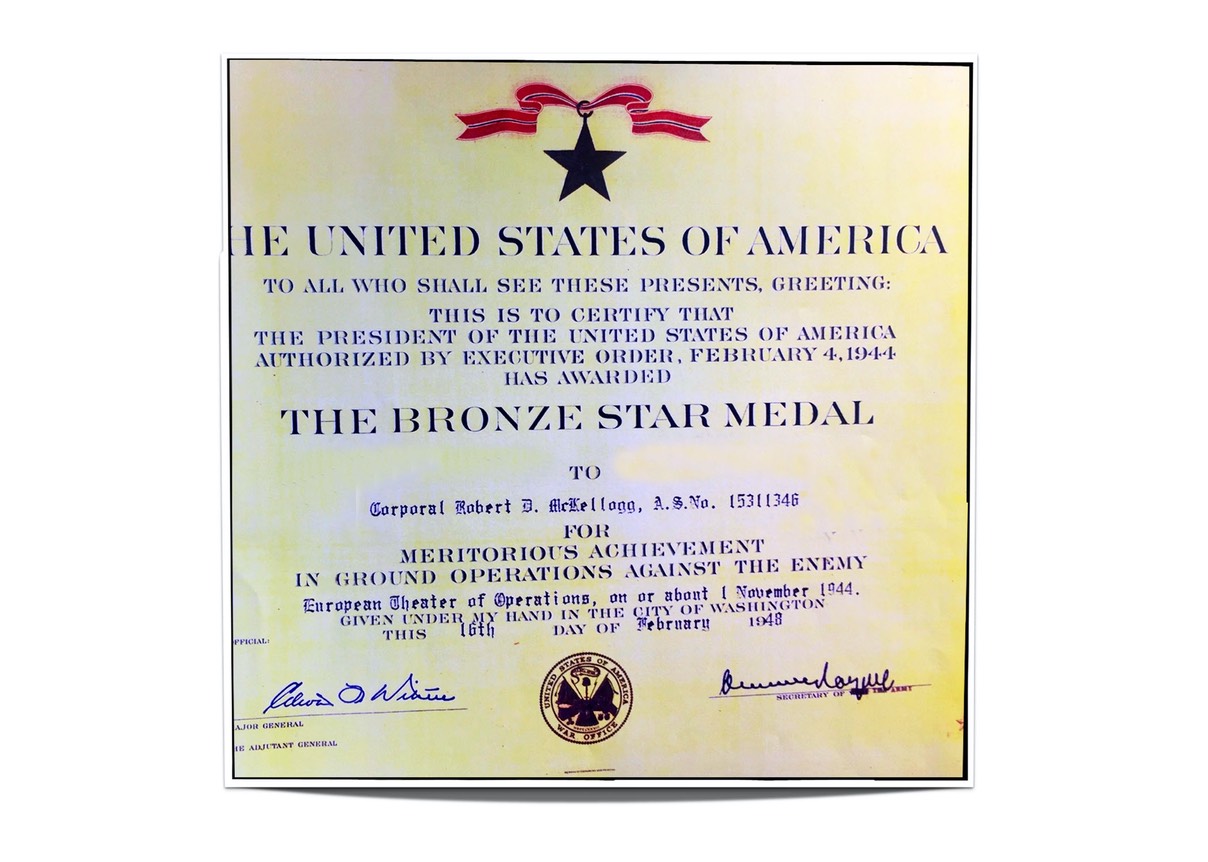 HE UNITED STATES OF AMERICA
TO ALL WHO SHALL SEE THESE PRESENTS, GREETING:
THIS IS TO CERTIFY THAT
THE PRESIDENT OF THE UNITED STATES OF AMERICA
AUTHORIZED BY EXECUTIVE ORDER, FEBRUARY 4, 1944
HAS AWARDED
THE BRONZE STAR MEDAL
TO
Corporal Robert D. McKellogg, A.S.No. 15311346
FOR
MERITORIOUS ACHIEVEMENT
IN GROUND OPERATIONS AGAINST THE ENEMY
European Theater of Operations, on or about 1 November 1944.
GIVEN UNDER MY HAND IN THE CITY OF WASHINGTON
THIS 16th DAY OF February 1948
FFICIAL:
UNITED STATES OF AMERICA
WAR OFFICE
SECRETARY OF THE ARMY
AJOR GENERAL
HE ADJUTANT GENERAL